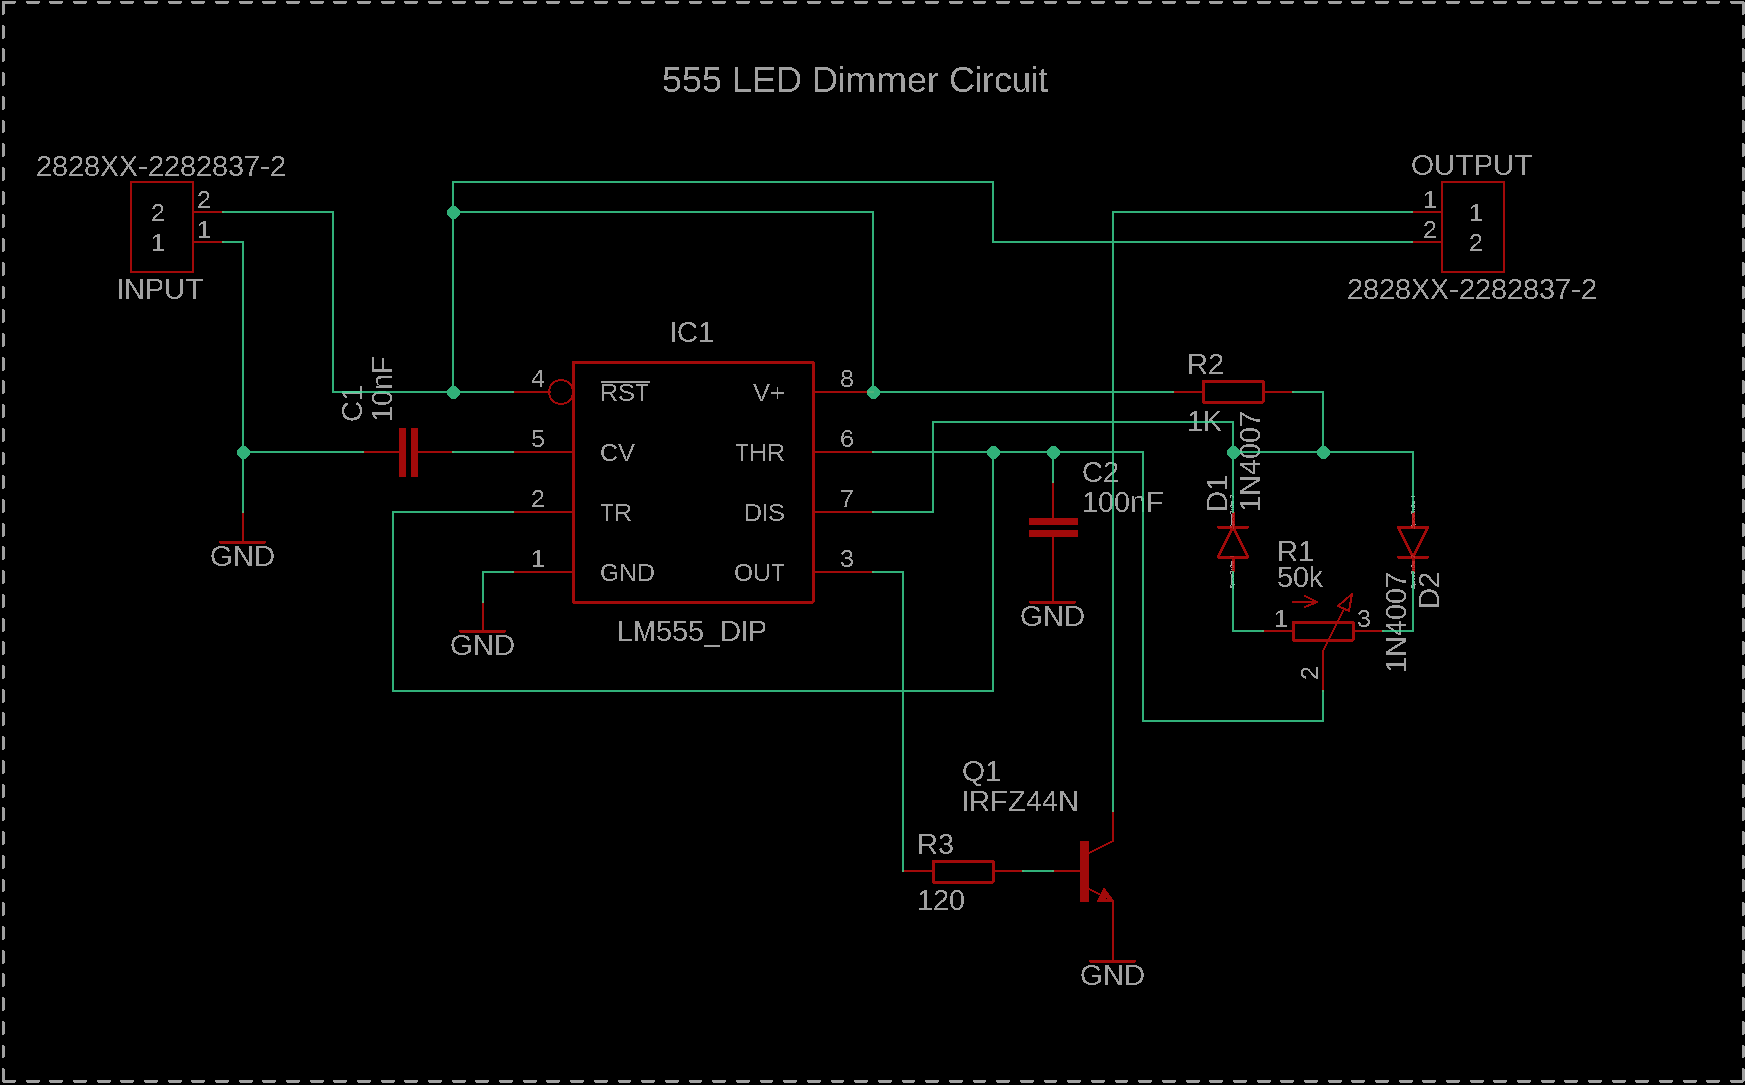 555 LED Dimmer Circuit
2828XX-2282837-2
2 2
1 1
INPUT
OUTPUT
1 1
2 2
2828XX-2282837-2
IC1
C1
10nF
4 RST V+ 8
5 CV THR 6
2 TR DIS 7
1 GND OUT 3
LM555_DIP
GND
GND
R2
1K
C2
100nF
GND
D1
1N4007
R1
50k
1 3
2
1N4007
D2
Q1
IRFZ44N
R3
120
GND